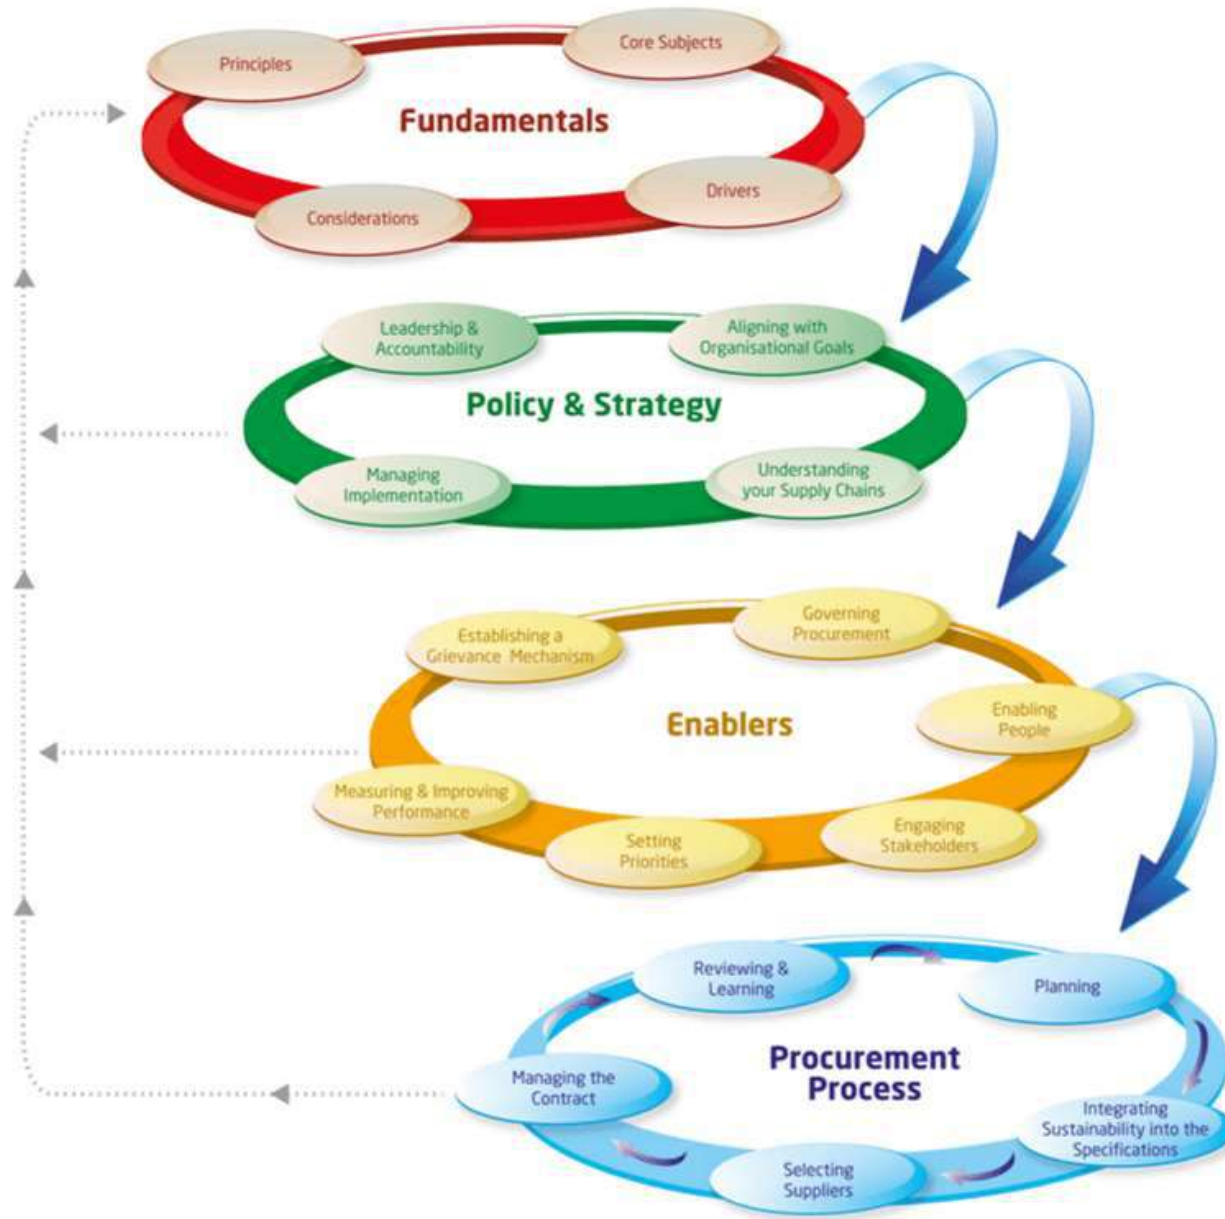 Principles
Core Subjects
Fundamentals
Considerations
Drivers
Leadership &
Accountability
Aligning with
Organisational Goals
Policy & Strategy
Managing
Implementation
Understanding
your Supply Chains
Establishing a
Grievance Mechanism
Governing
Procurement
Enabling
People
Enablers
Measuring & Improving
Performance
Setting
Priorities
Engaging
Stakeholders
Reviewing &
Learning
Planning
Procurement
Process
Managing the
Contract
Integrating
Sustainability into the
Specifications
Selecting
Suppliers